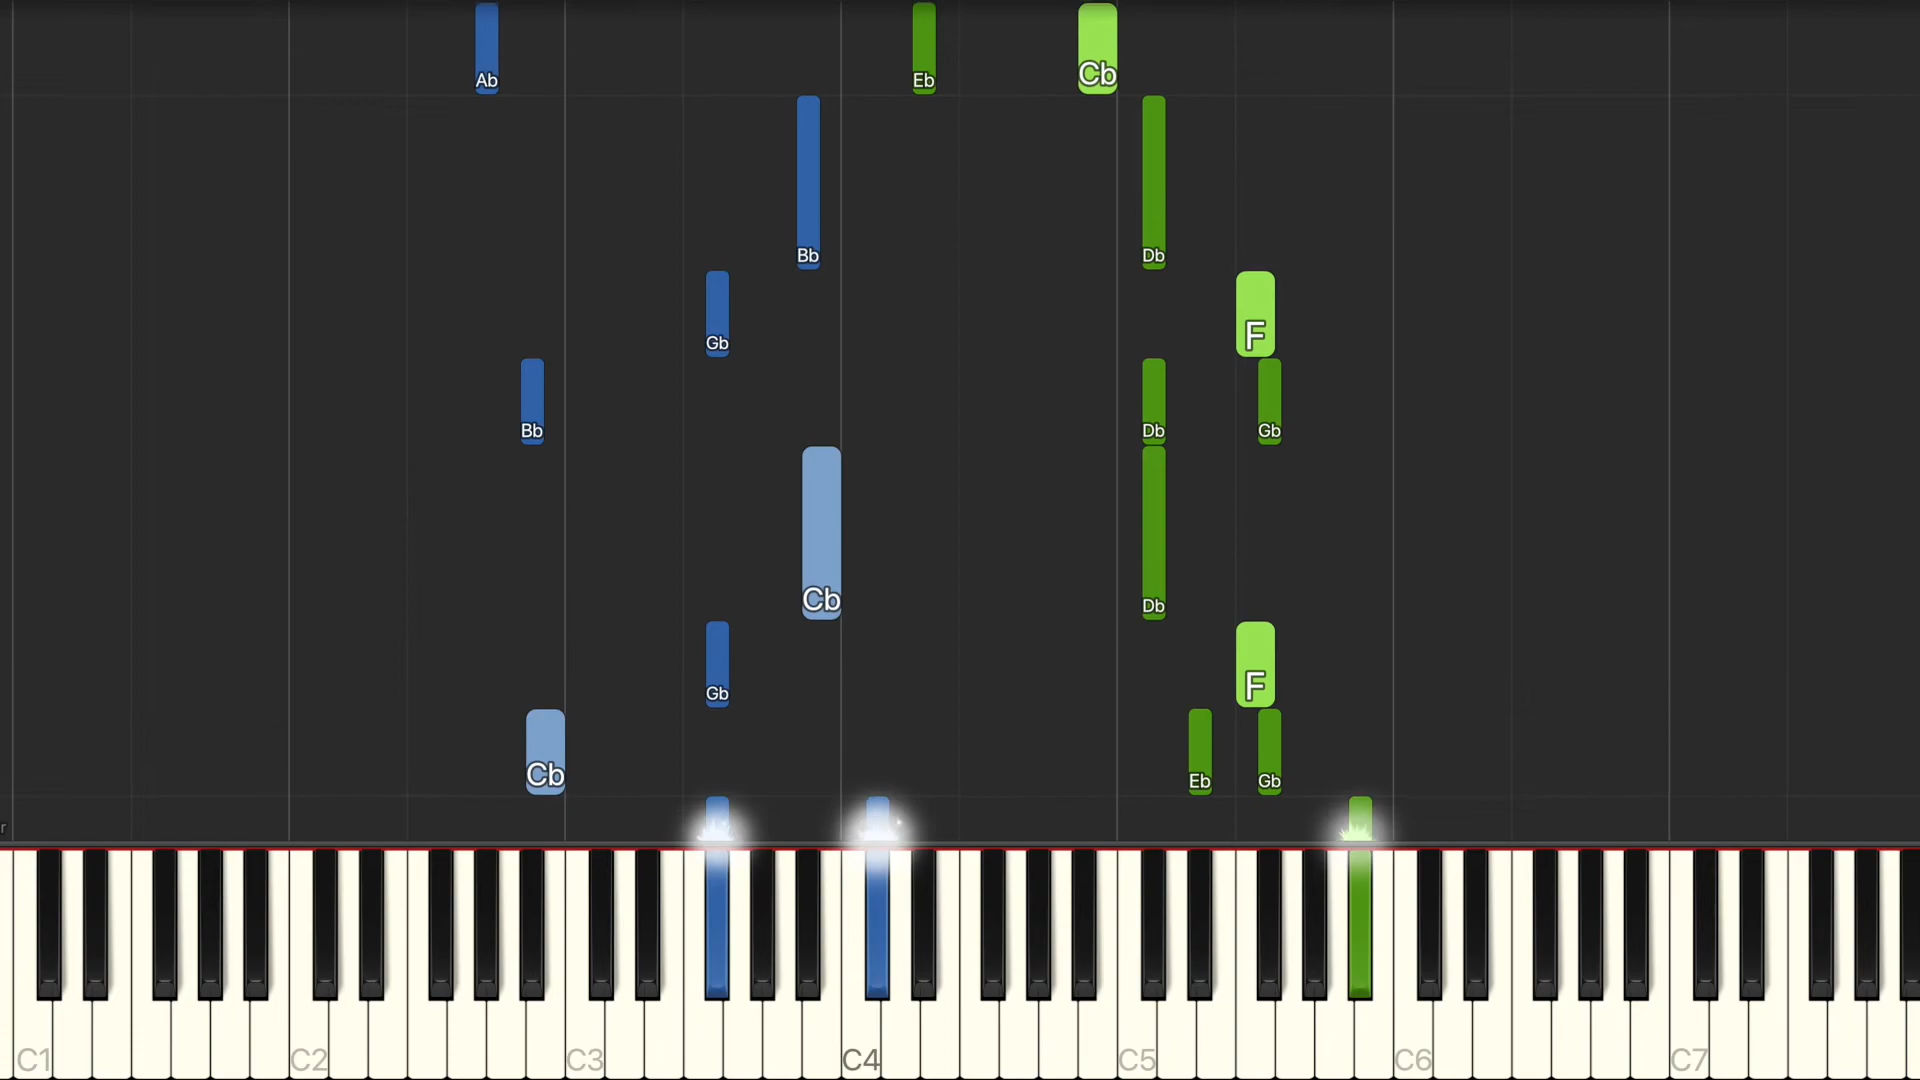 Ab Eb Cb
Bb Db
Gb F
Bb Db Gb
Cb Db
Gb F
Cb Eb Gb
r
C1 C2 C3 C4 C5 C6 C7